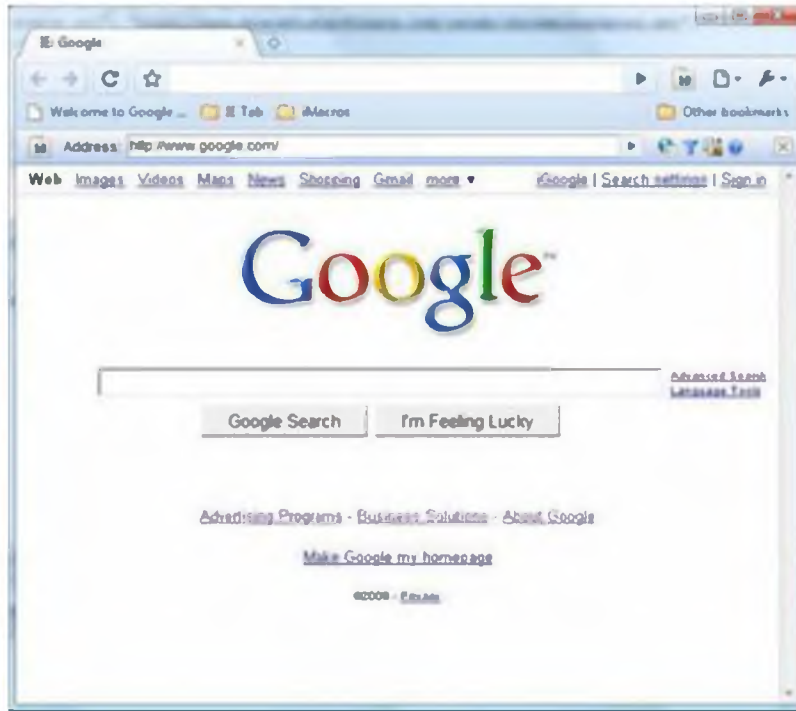 IE: Google
Welcome to Google ... IE Tab iMacros Other bookmarks
Address: http://www.google.com/
Web Images Videos Maps News Shopping Gmail more ▼ iGoogle | Search settings | Sign in
Google™
Advanced Search
Language Tools
Google Search I'm Feeling Lucky
Advertising Programs - Business Solutions - About Google
Make Google my homepage
©2009 - Privacy